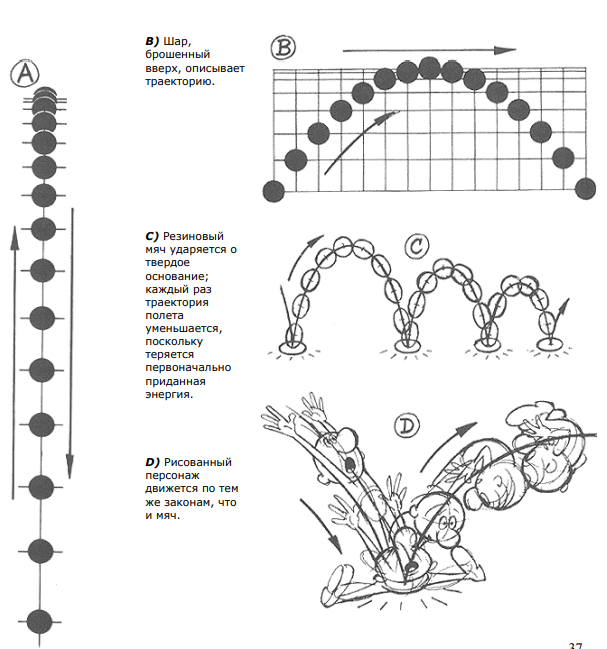 A
B) Шар,
брошенный
вверх, описывает
траекторию.
B
C) Резиновый
мяч ударяется о
твердое
основание;
каждый раз
траектория
полета
уменьшается,
поскольку
теряется
первоначально
приданная
энергия.
C
D) Рисованный
персонаж
движется по тем
же законам, что
и мяч.
D
37